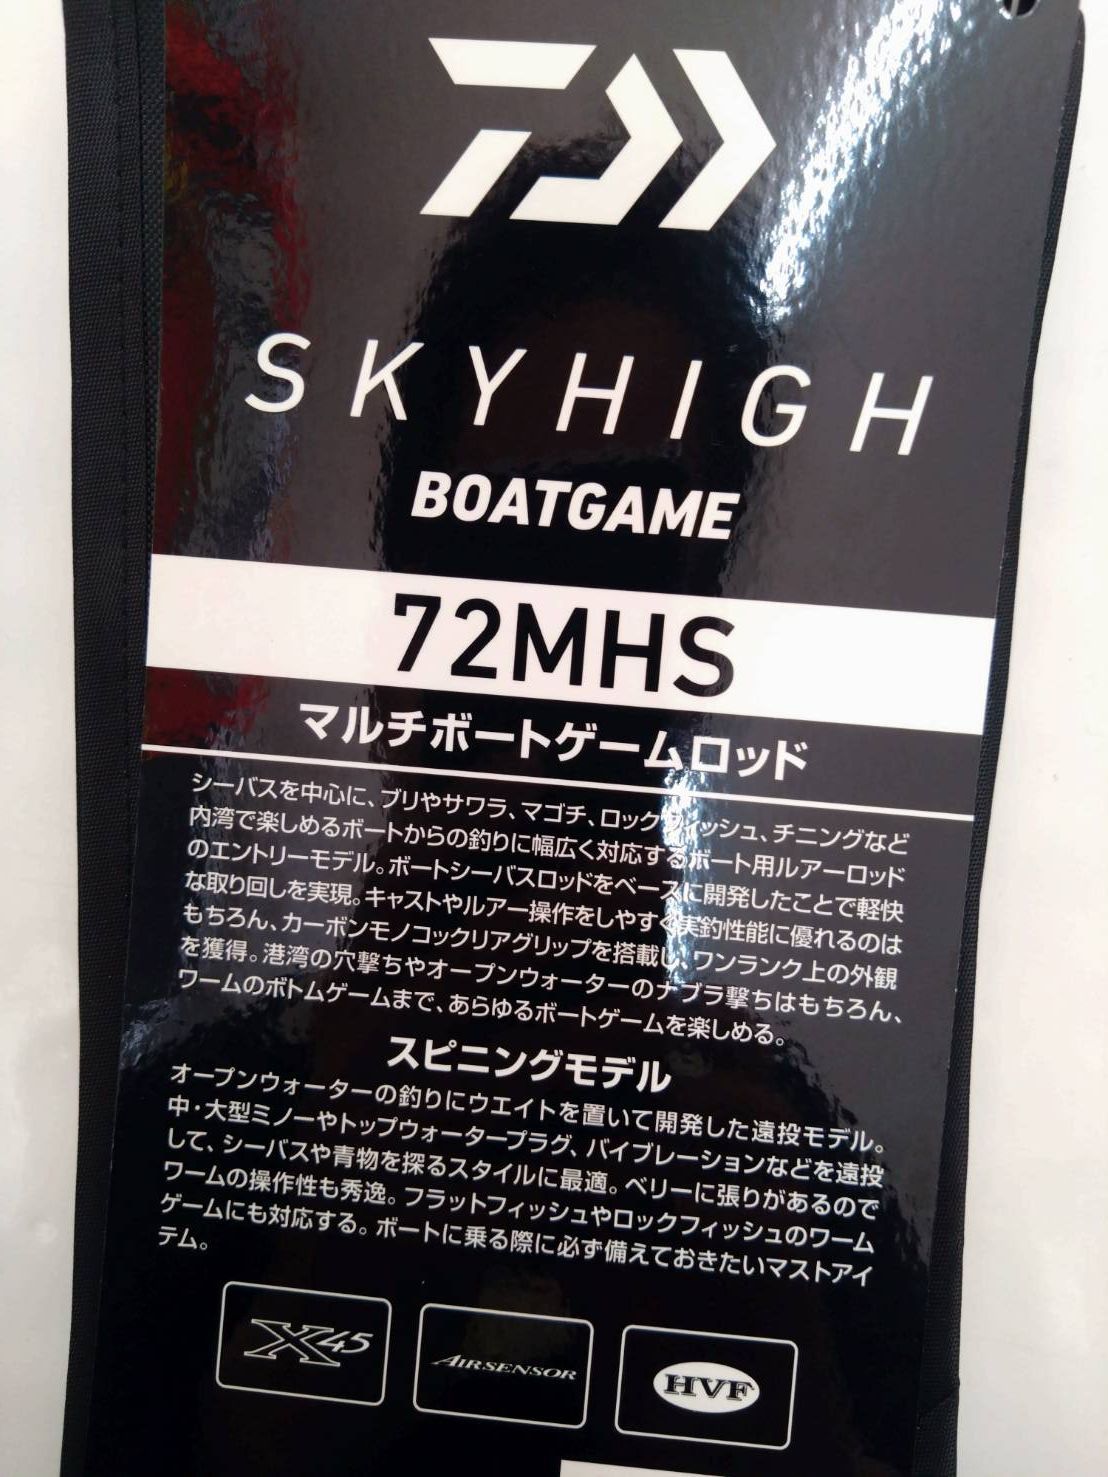 SKYHIGH
BOATGAME
72MHS
マルチボートゲームロッド
シーバスを中心に、ブリやサワラ、マゴチ、ロックフィッシュ、チニングなど
内湾で楽しめるボートからの釣りに幅広く対応するボート用ルアーロッド
のエントリーモデル。ボートシーバスロッドをベースに開発したことで軽快
な取り回しを実現。キャストやルアー操作をしやすく実釣性能に優れるのは
もちろん、カーボンモノコックリアグリップを搭載し、ワンランク上の外観
を獲得。港湾の穴撃ちやオープンウォーターのナブラ撃ちはもちろん、
ワームのボトムゲームまで、あらゆるボートゲームを楽しめる。
スピニングモデル
オープンウォーターの釣りにウエイトを置いて開発した遠投モデル。
中・大型ミノーやトップウォータープラグ、バイブレーションなどを遠投
して、シーバスや青物を探るスタイルに最適。ベリーに張りがあるので
ワームの操作性も秀逸。フラットフィッシュやロックフィッシュのワーム
ゲームにも対応する。ボートに乗る際に必ず備えておきたいマストアイ
テム。
X45 AIRSENSOR HVF